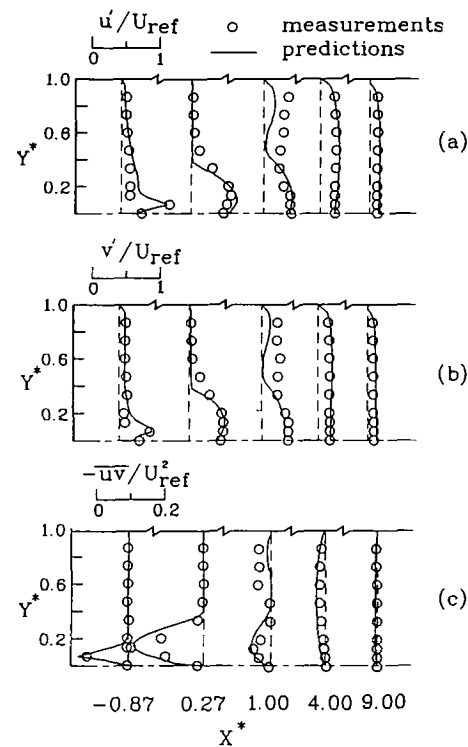 u'/U_ref
0 1
○ measurements
— predictions
1.0
0.6
Y*
0.2
(a)
v'/U_ref
0 1
1.0
0.6
Y*
0.2
(b)
-u̅v̅/U²_ref
0 0.2
1.0
0.6
Y*
0.2
(c)
-0.87 0.27 1.00 4.00 9.00
X*